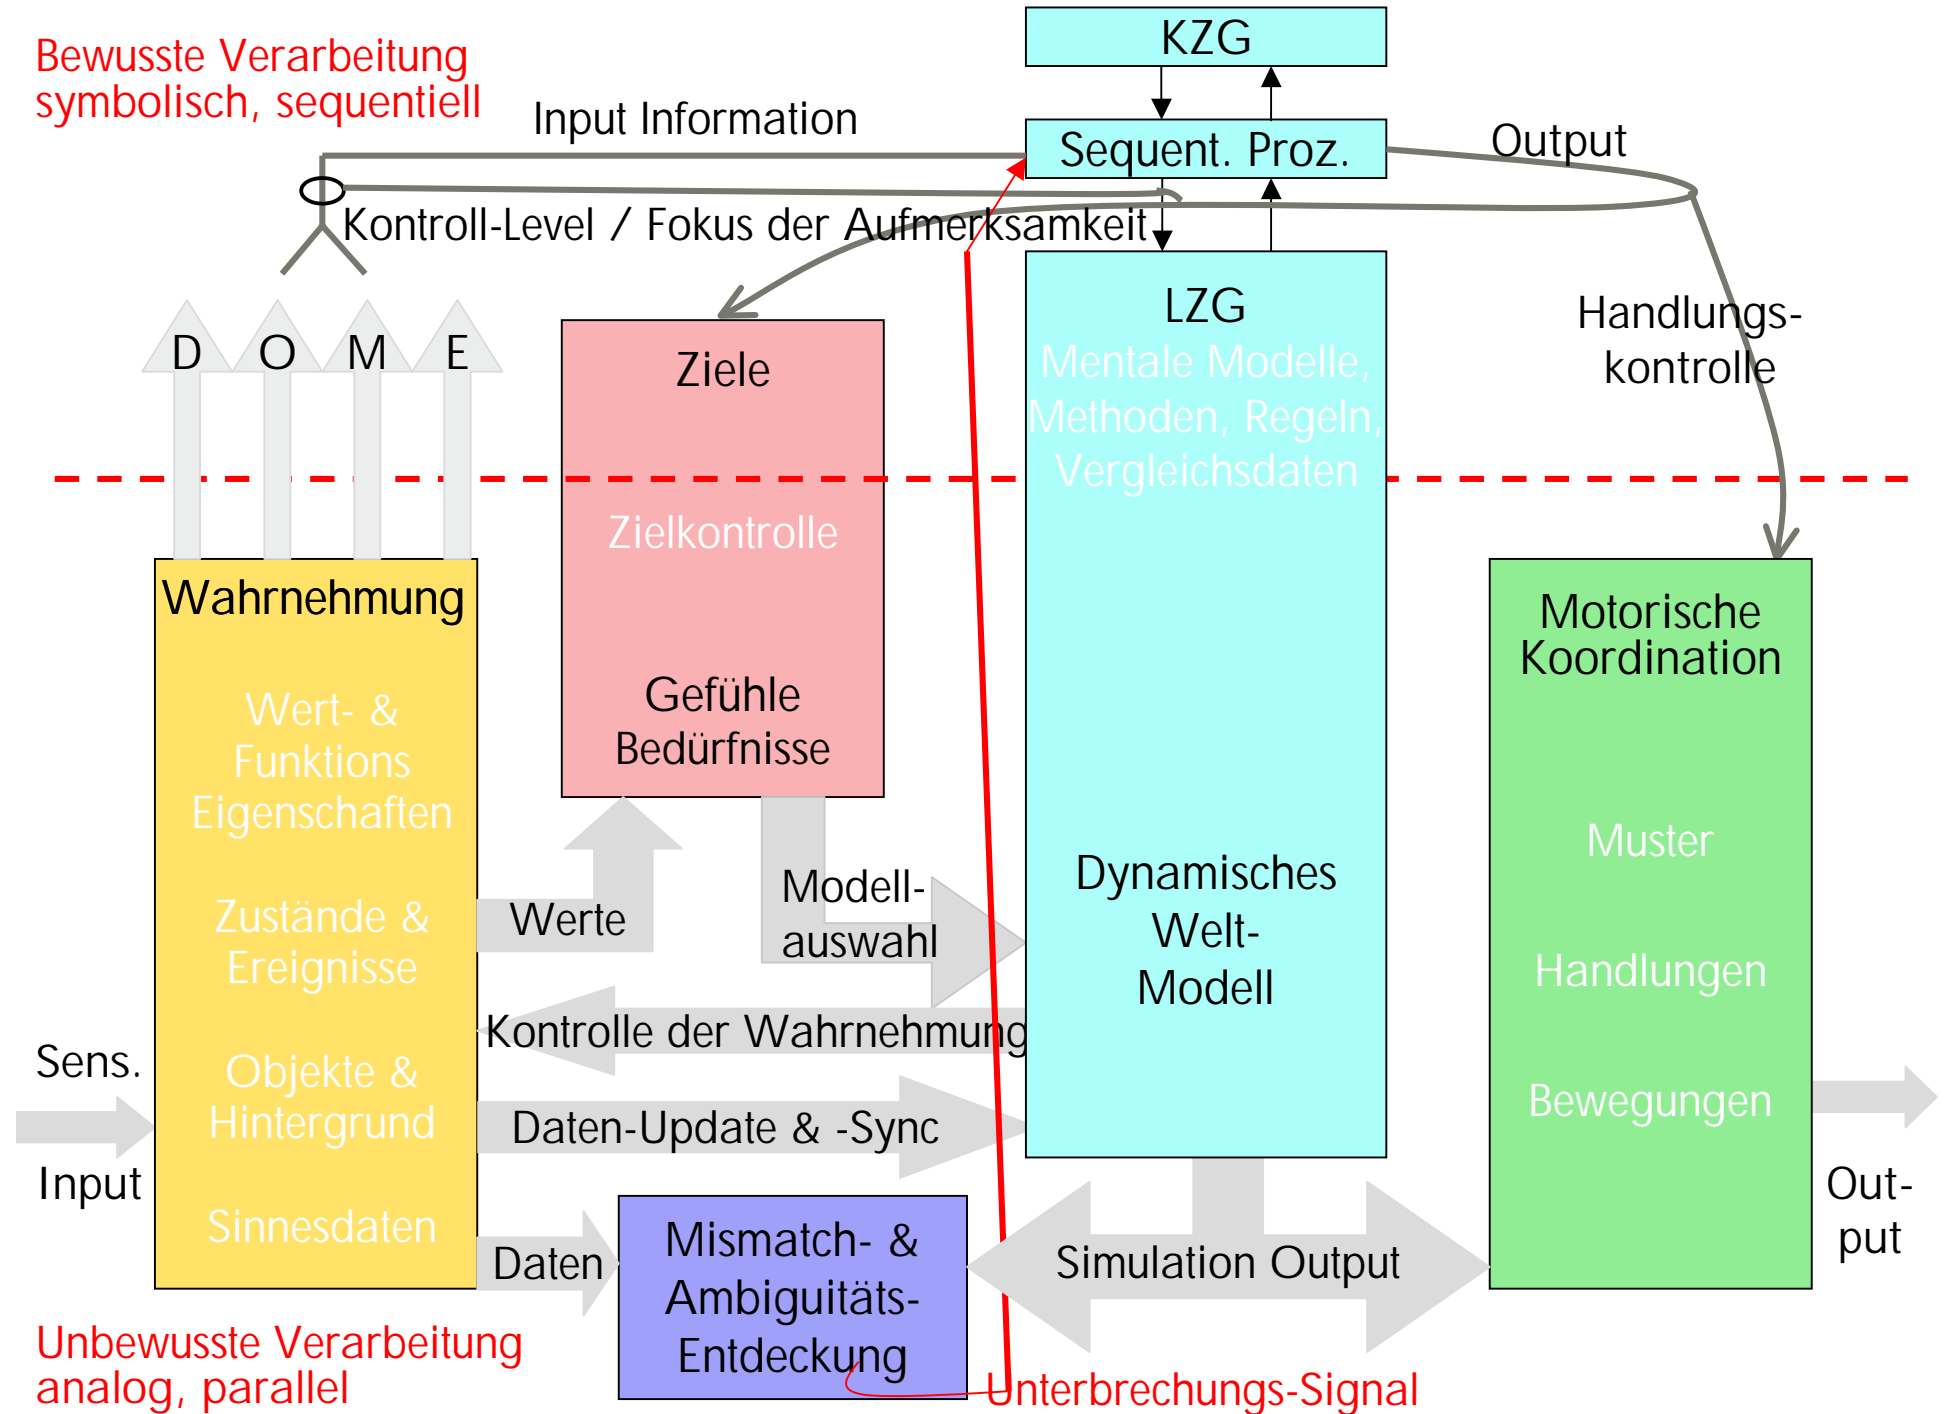 KZG
Bewusste Verarbeitung
symbolisch, sequentiell
Input Information
Sequent. Proz.
Output
Kontroll-Level / Fokus der Aufmerksamkeit
D O M E
Ziele
Zielkontrolle
Gefühle
Bedürfnisse
LZG
Mentale Modelle,
Methoden, Regeln,
Vergleichsdaten
Dynamisches
Welt-
Modell
Handlungs-
kontrolle
Wahrnehmung
Wert- &
Funktions
Eigenschaften
Zustände &
Ereignisse
Objekte &
Hintergrund
Sinnesdaten
Motorische
Koordination
Muster
Handlungen
Bewegungen
Werte
Modell-
auswahl
Kontrolle der Wahrnehmung
Daten-Update & -Sync
Sens.
Input
Daten
Mismatch- &
Ambiguitäts-
Entdeckung
Simulation Output
Out-
put
Unbewusste Verarbeitung
analog, parallel
Unterbrechungs-Signal